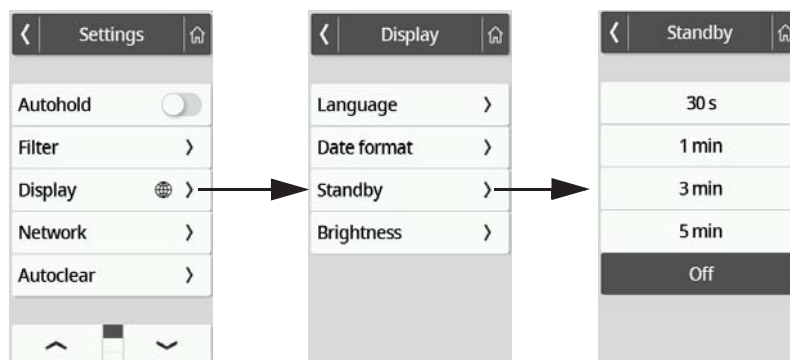 Settings
Autohold
Filter
Display
Network
Autoclear
Display
Language
Date format
Standby
Brightness
Standby
30 s
1 min
3 min
5 min
Off